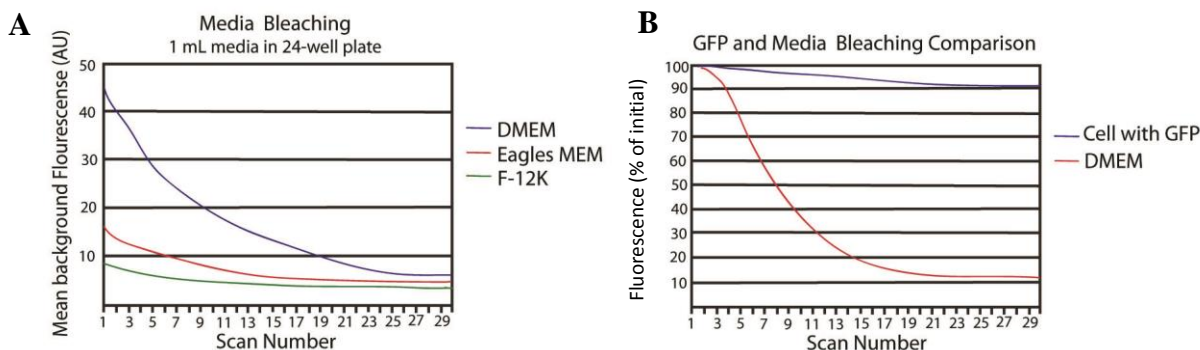 A
Media Bleaching
1 mL media in 24-well plate
Mean background Flourescense (AU)
50
40
30
20
10
1 3 5 7 9 11 13 15 17 19 21 23 25 27 29
Scan Number
DMEM
Eagles MEM
F-12K
B
GFP and Media Bleaching Comparison
Fluorescence (% of initial)
100
90
80
70
60
50
40
30
20
10
1 3 5 7 9 11 13 15 17 19 21 23 25 27 29
Scan Number
Cell with GFP
DMEM